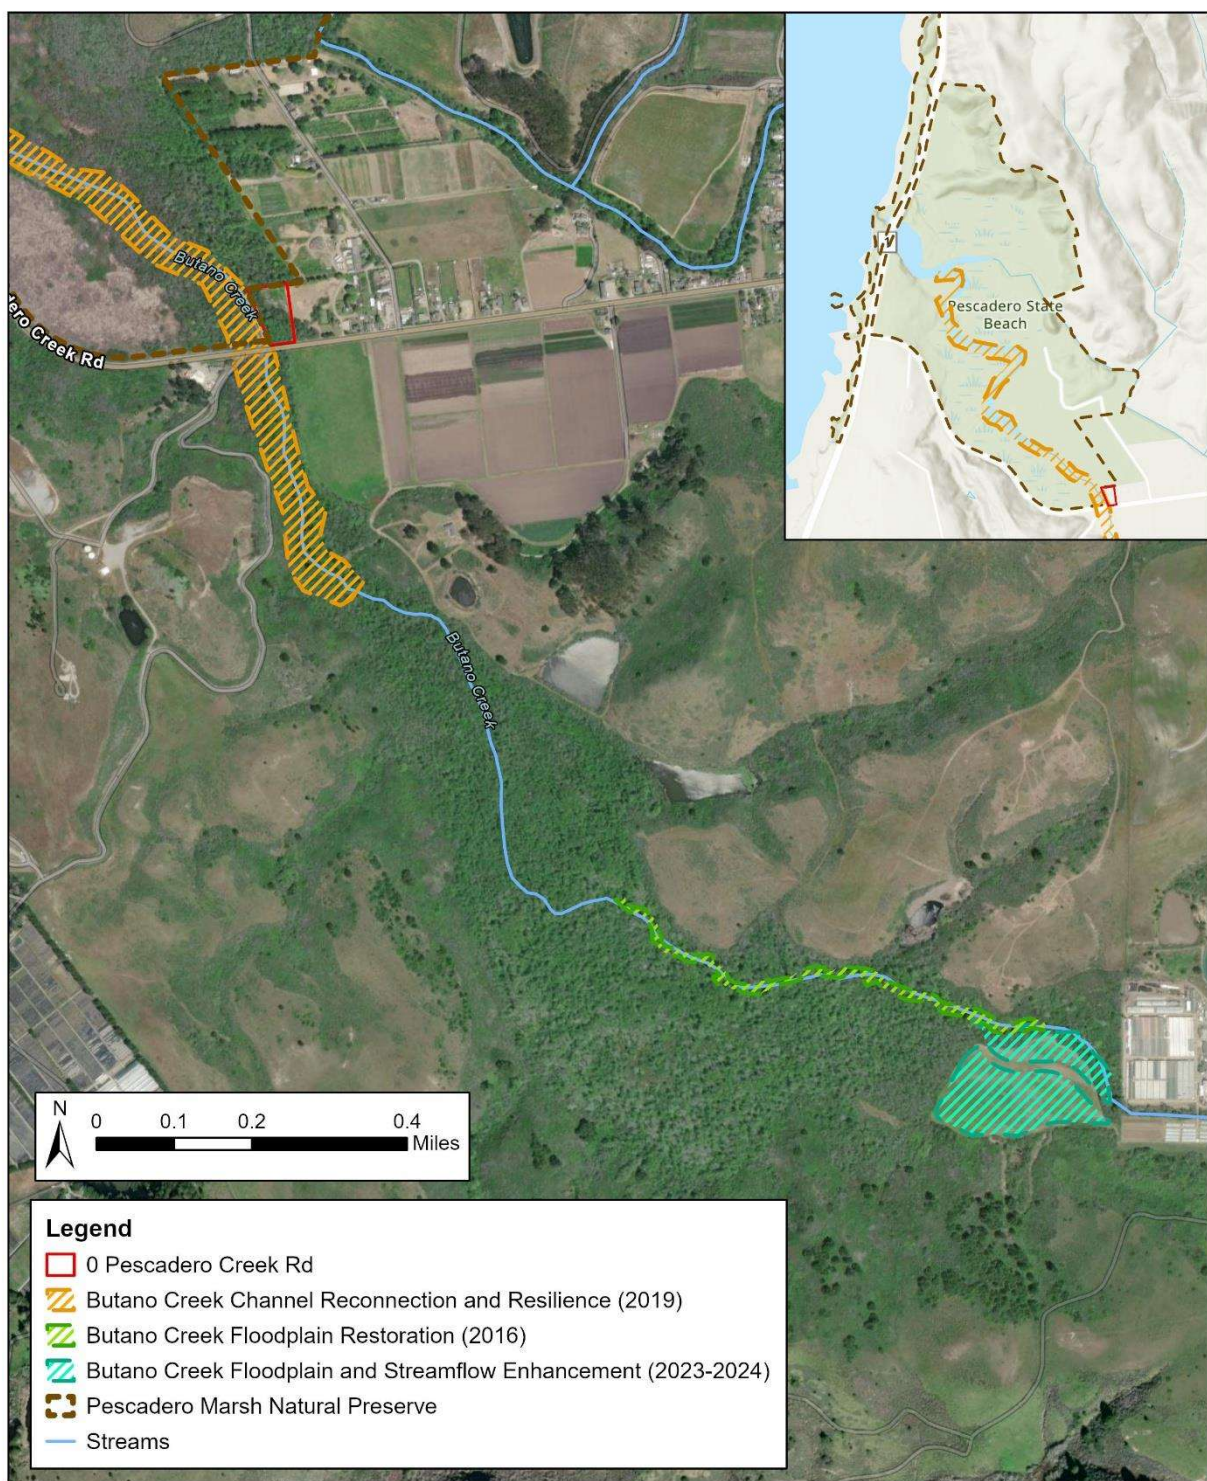 Butano Creek
dero Creek Rd
Pescadero State
Beach
Butano Creek
N
0 0.1 0.2 0.4
Miles
Legend
0 Pescadero Creek Rd
Butano Creek Channel Reconnection and Resilience (2019)
Butano Creek Floodplain Restoration (2016)
Butano Creek Floodplain and Streamflow Enhancement (2023-2024)
Pescadero Marsh Natural Preserve
Streams